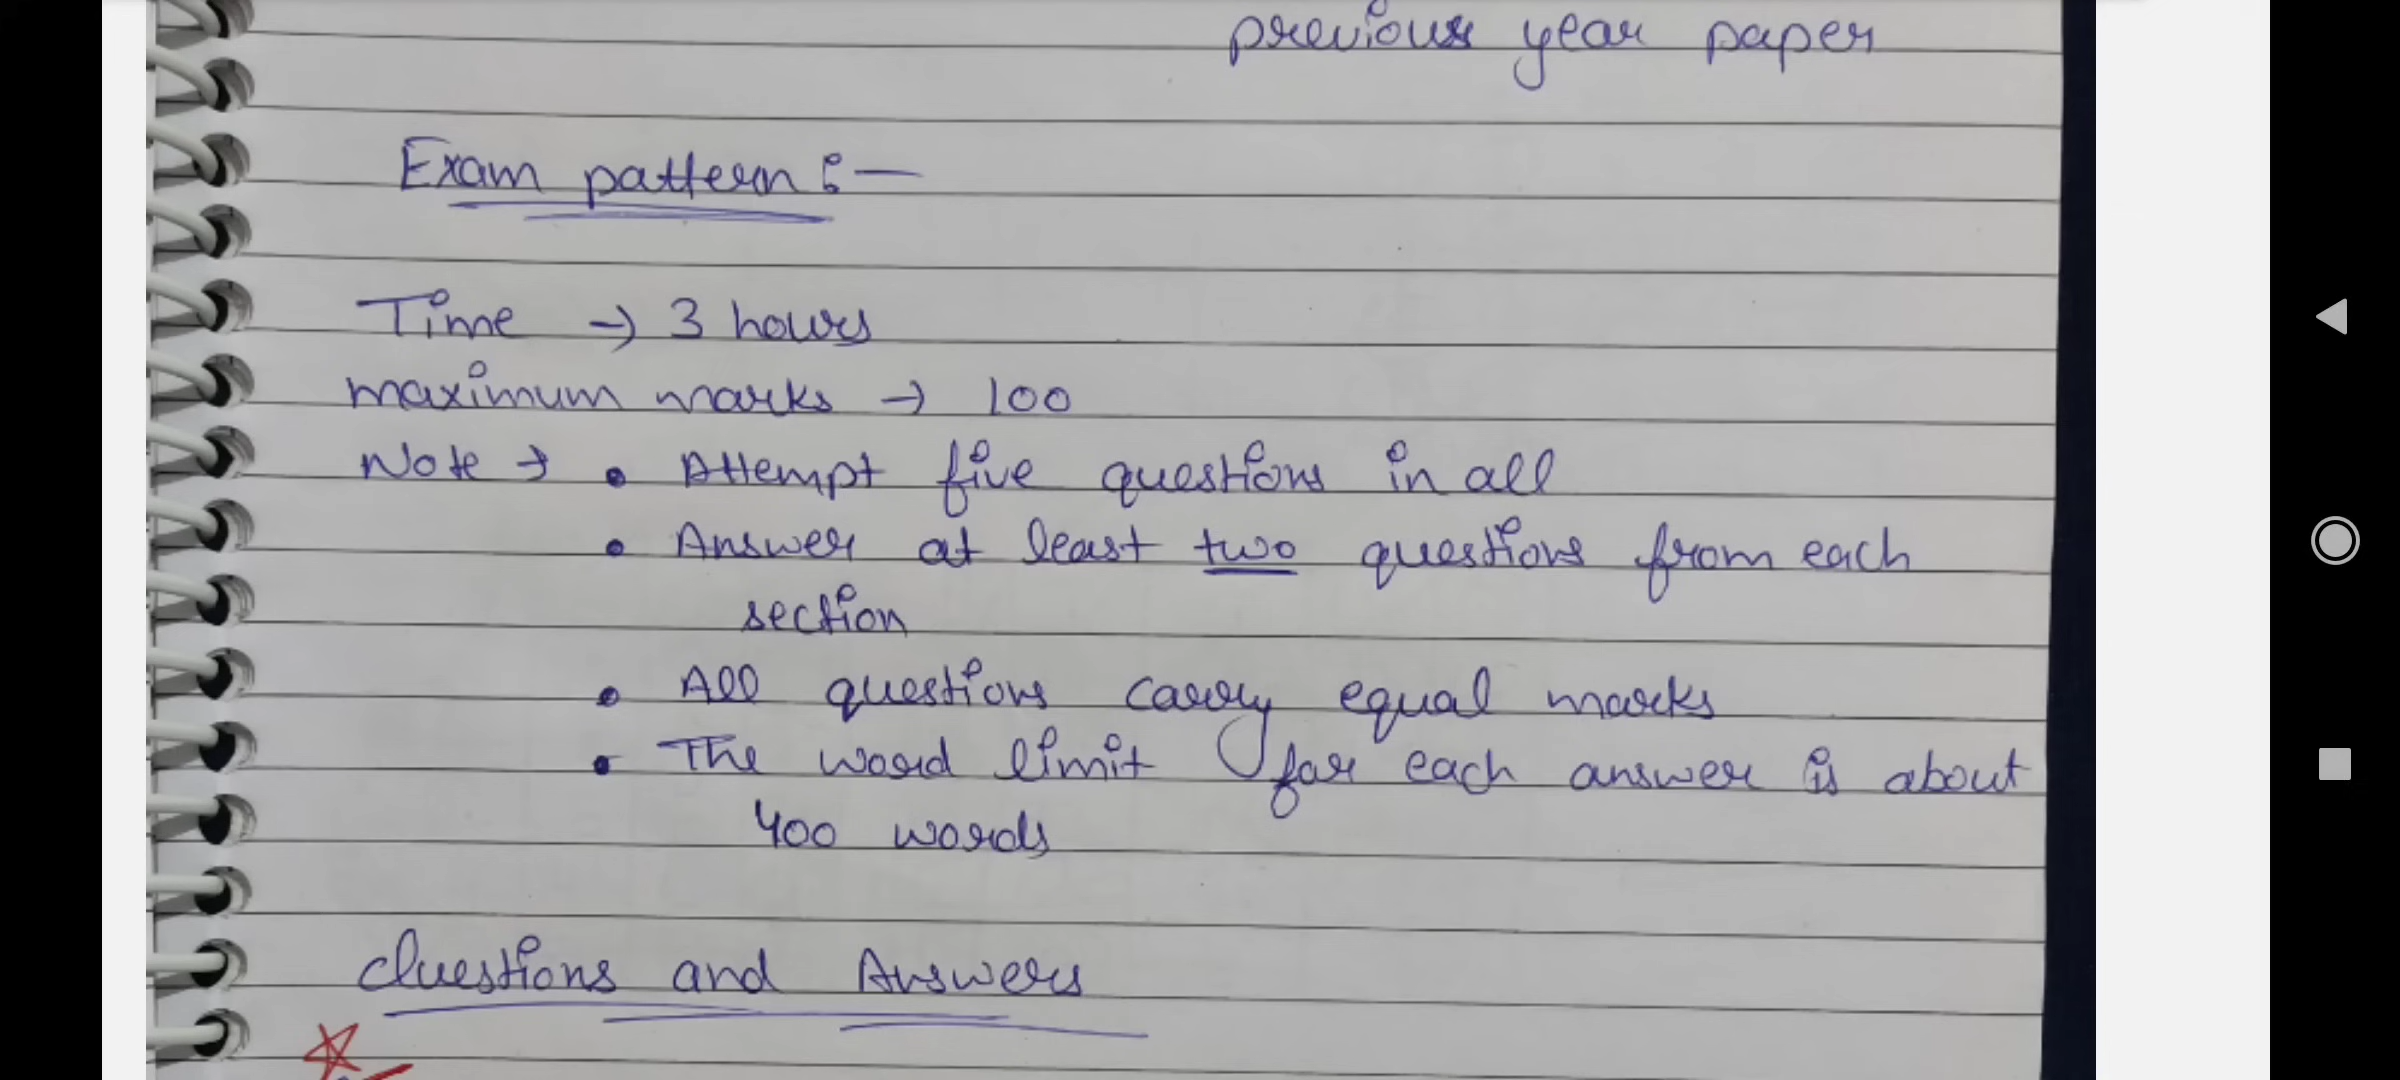 previous year paper
Exam pattern :—
Time → 3 hours
maximum marks → 100
Note → • Attempt five questions in all
• Answer at least two questions from each
section
• All questions carry equal marks
• The word limit for each answer is about
400 words
Questions and Answers